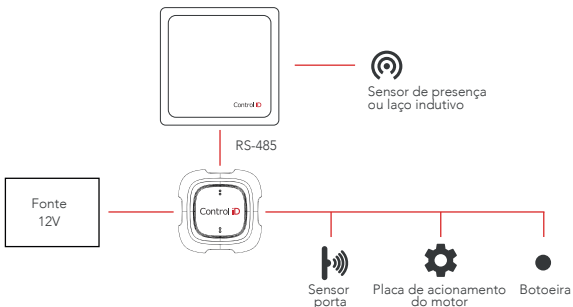 Control iD
Sensor de presença
ou laço indutivo
RS-485
Fonte
12V
Control iD
Sensor
porta
Placa de acionamento
do motor
Botoeira